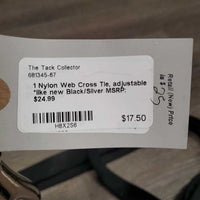 The Tack Collector
681345-67
1 Nylon Web Cross Tie, adjustable
*like new Black/Silver MSRP:
$24.99
HBX2S6
$17.50
Retail (New) Price
is $25